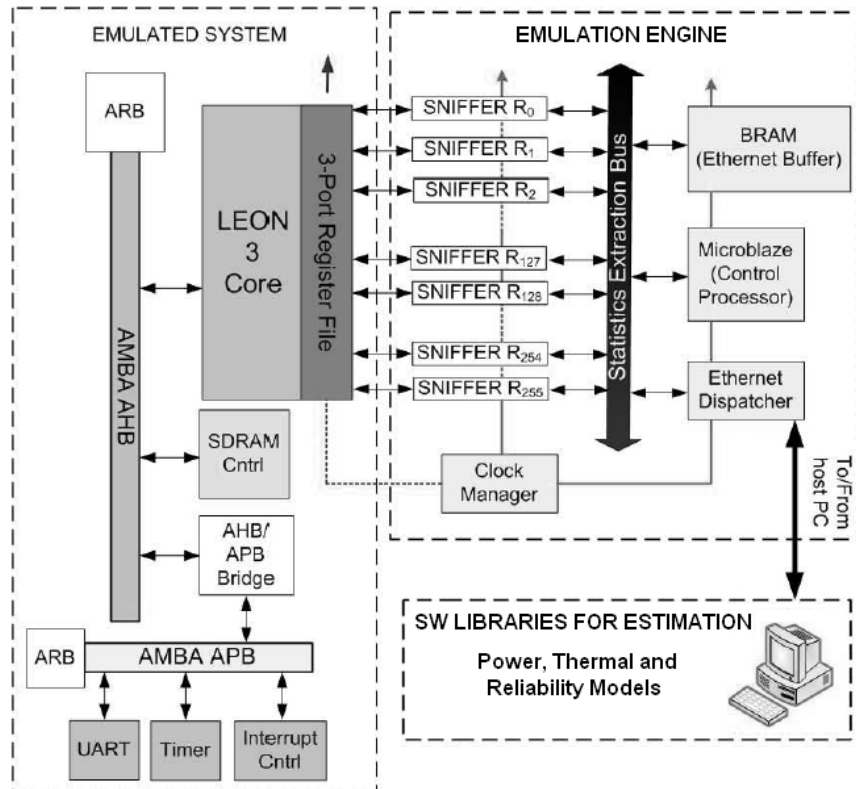 EMULATED SYSTEM
ARB
LEON
3
Core
3-Port Register File
AMBA AHB
SDRAM
Cntrl
AHB/
APB
Bridge
ARB
AMBA APB
UART
Timer
Interrupt
Cntrl
EMULATION ENGINE
SNIFFER R0
SNIFFER R1
SNIFFER R2
SNIFFER R127
SNIFFER R128
SNIFFER R254
SNIFFER R255
Statistics Extraction Bus
BRAM
(Ethernet Buffer)
Microblaze
(Control
Processor)
Ethernet
Dispatcher
Clock
Manager
To/From
host PC
SW LIBRARIES FOR ESTIMATION
Power, Thermal and
Reliability Models